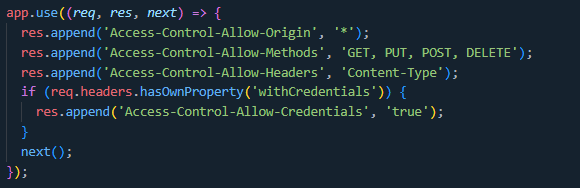 app.use((req, res, next) => {
  res.append('Access-Control-Allow-Origin', '*');
  res.append('Access-Control-Allow-Methods', 'GET, PUT, POST, DELETE');
  res.append('Access-Control-Allow-Headers', 'Content-Type');
  if (req.headers.hasOwnProperty('withCredentials')) {
    res.append('Access-Control-Allow-Credentials', 'true');
  }
  next();
});